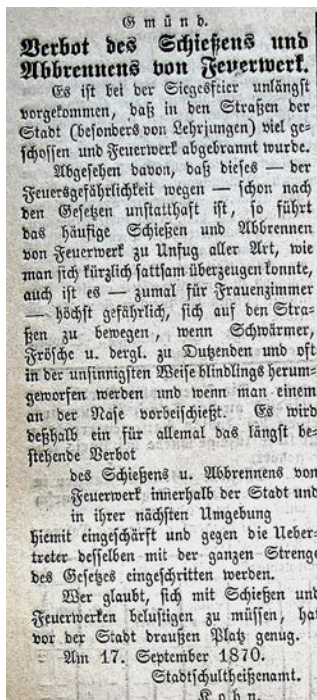 Gmünd.
Verbot des Schießens und
Abbrennens von Feuerwerk.
Es ist bei der Siegesfeier unlängst
vorgekommen, daß in den Straßen der
Stadt (besonders von Lehrjungen) viel ge-
schossen und Feuerwerk abgebrannt wurde.
Abgesehen davon, daß dieses — der
Feuersgefährlichkeit wegen — schon nach
den Gesetzen unstatthaft ist, so führt
das häufige Schießen und Abbrennen
von Feuerwerk zu Unfug aller Art, wie
man sich kürzlich sattsam überzeugen konnte,
auch ist es — zumal für Frauenzimmer
— höchst gefährlich, sich auf den Stra-
ßen zu bewegen, wenn Schwärmer,
Frösche u. dergl. zu Dutzenden und oft
in der unsinnigsten Weise blindlings herum-
geworfen werden und wenn man einem
an der Nase vorbeischießt. Es wird
deßhalb ein für allemal das längst be-
stehende Verbot
des Schießens u. Abbrennens von
Feuerwerk innerhalb der Stadt und
in ihrer nächsten Umgebung
hiemit eingeschärft und gegen die Ueber-
treter desselben mit der ganzen Strenge
des Gesetzes eingeschritten werden.
Wer glaubt, sich mit Schießen und
Feuerwerken belustigen zu müssen, hat
vor der Stadt draußen Platz genug.
Am 17. September 1870.
Stadtschultheißenamt.
Kohn.